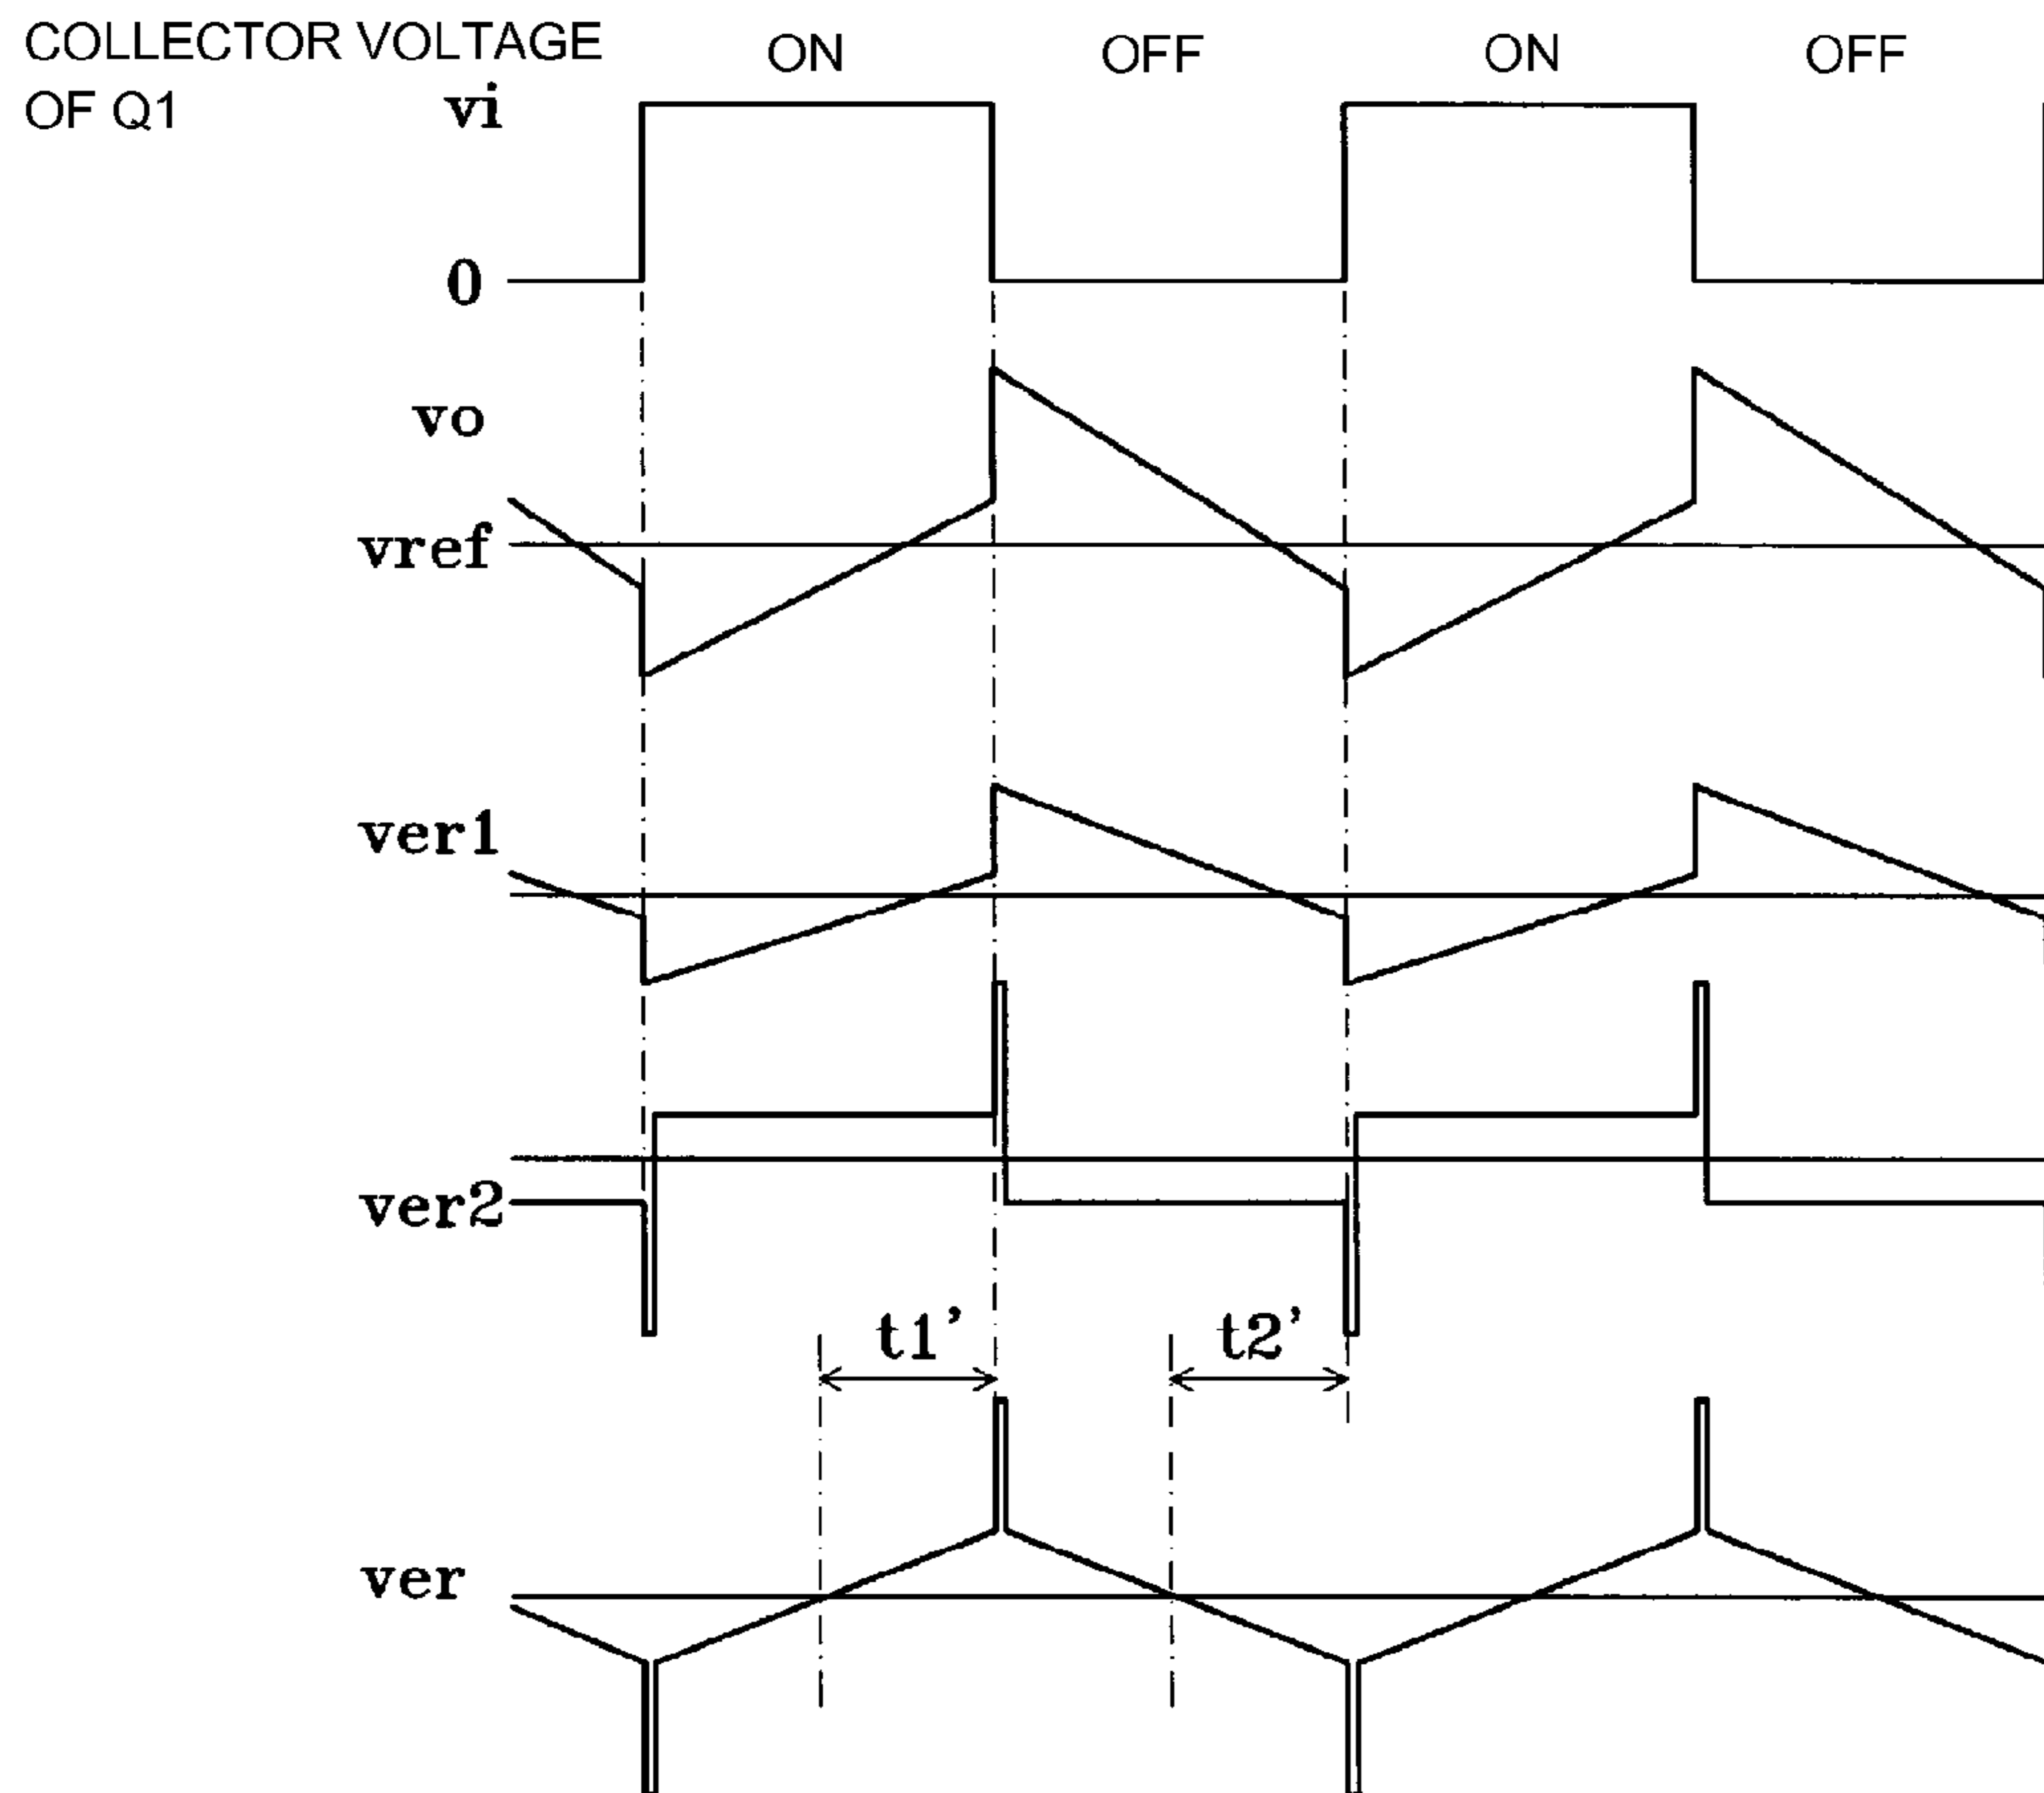 COLLECTOR VOLTAGE
OF Q1
ON
OFF
ON
OFF
vi
0
vo
vref
ver1
ver2
t1’
t2’
ver